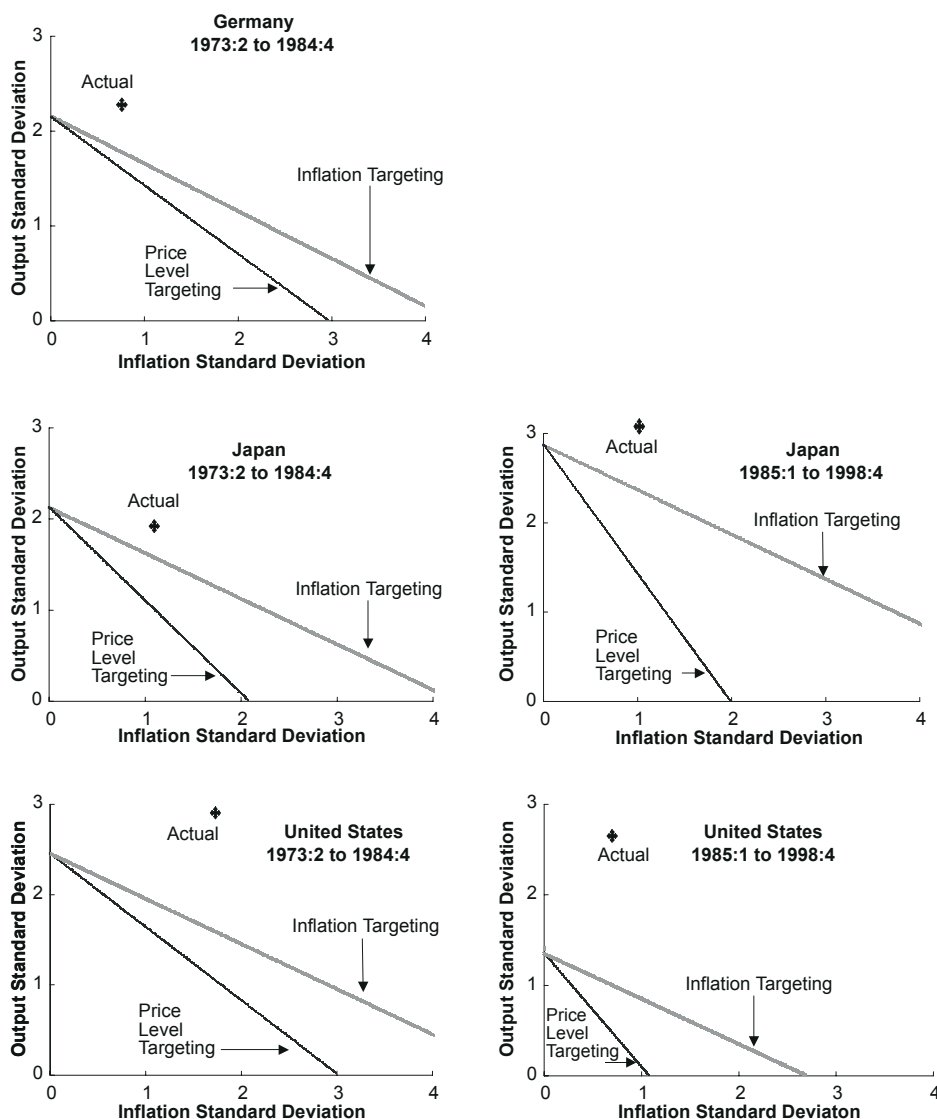 Germany
1973:2 to 1984:4
3
2
1
0
Output Standard Deviation
Actual
Inflation Targeting
Price
Level
Targeting
0 1 2 3 4
Inflation Standard Deviation
Japan
1973:2 to 1984:4
3
2
1
0
Output Standard Deviation
Actual
Inflation Targeting
Price
Level
Targeting
0 1 2 3 4
Inflation Standard Deviation
Japan
1985:1 to 1998:4
3
2
1
0
Output Standard Deviation
Actual
Inflation Targeting
Price
Level
Targeting
0 1 2 3 4
Inflation Standard Deviation
United States
1973:2 to 1984:4
3
2
1
0
Output Standard Deviation
Actual
Inflation Targeting
Price
Level
Targeting
0 1 2 3 4
Inflation Standard Deviation
United States
1985:1 to 1998:4
3
2
1
0
Output Standard Deviation
Actual
Inflation Targeting
Price
Level
Targeting
0 1 2 3 4
Inflation Standard Deviaton